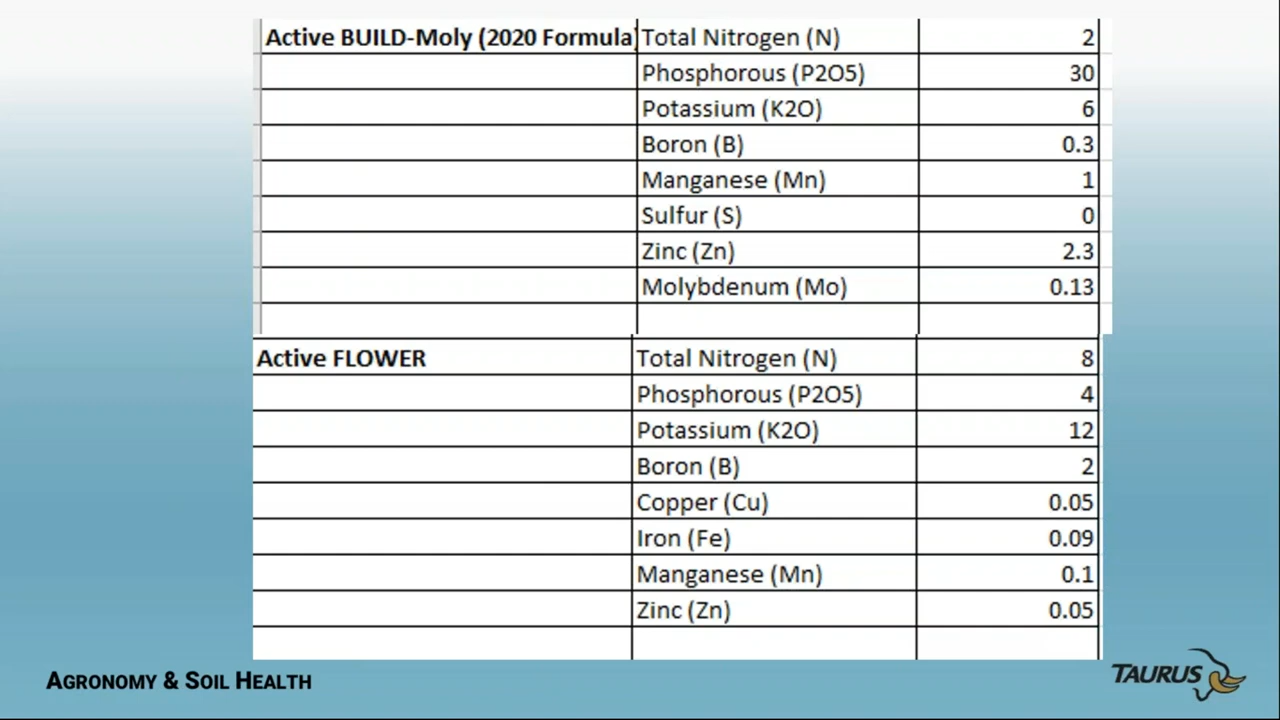 Active BUILD-Moly (2020 Formula) Total Nitrogen (N) 2
Phosphorous (P2O5) 30
Potassium (K2O) 6
Boron (B) 0.3
Manganese (Mn) 1
Sulfur (S) 0
Zinc (Zn) 2.3
Molybdenum (Mo) 0.13
Active FLOWER Total Nitrogen (N) 8
Phosphorous (P2O5) 4
Potassium (K2O) 12
Boron (B) 2
Copper (Cu) 0.05
Iron (Fe) 0.09
Manganese (Mn) 0.1
Zinc (Zn) 0.05
AGRONOMY & SOIL HEALTH
TAURUS